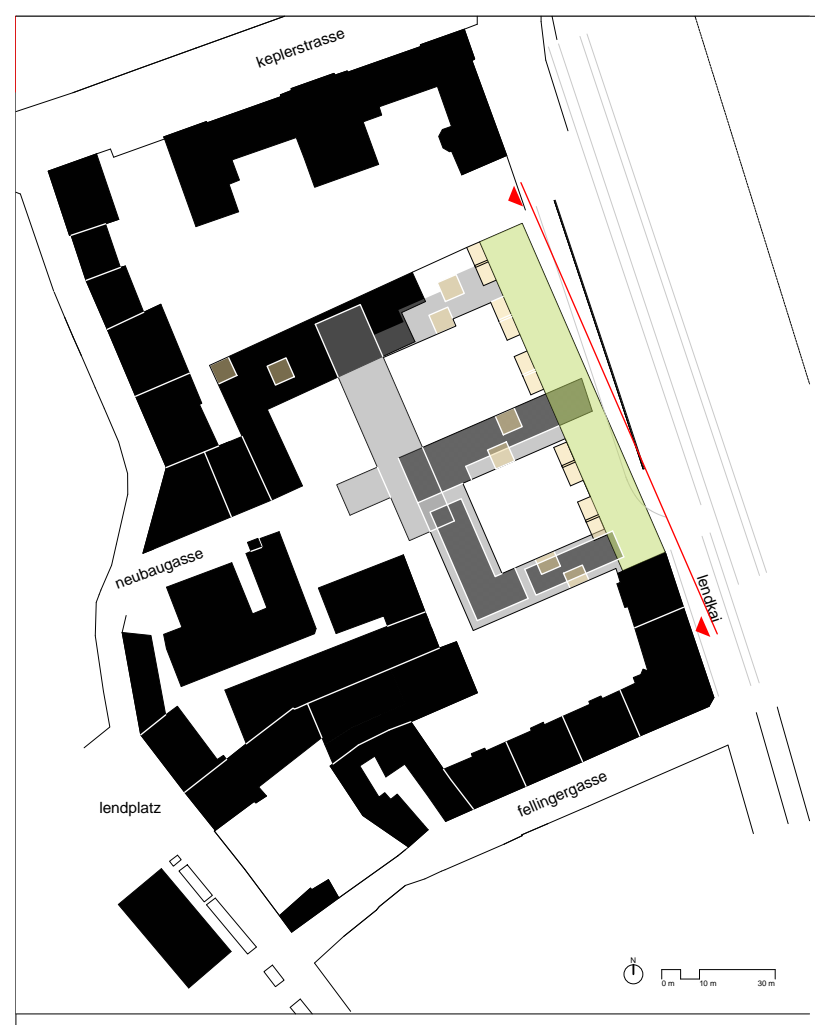 keplerstrasse
neubaugasse
lendkai
lendplatz
fellingergasse
N
0 m 10 m 30 m